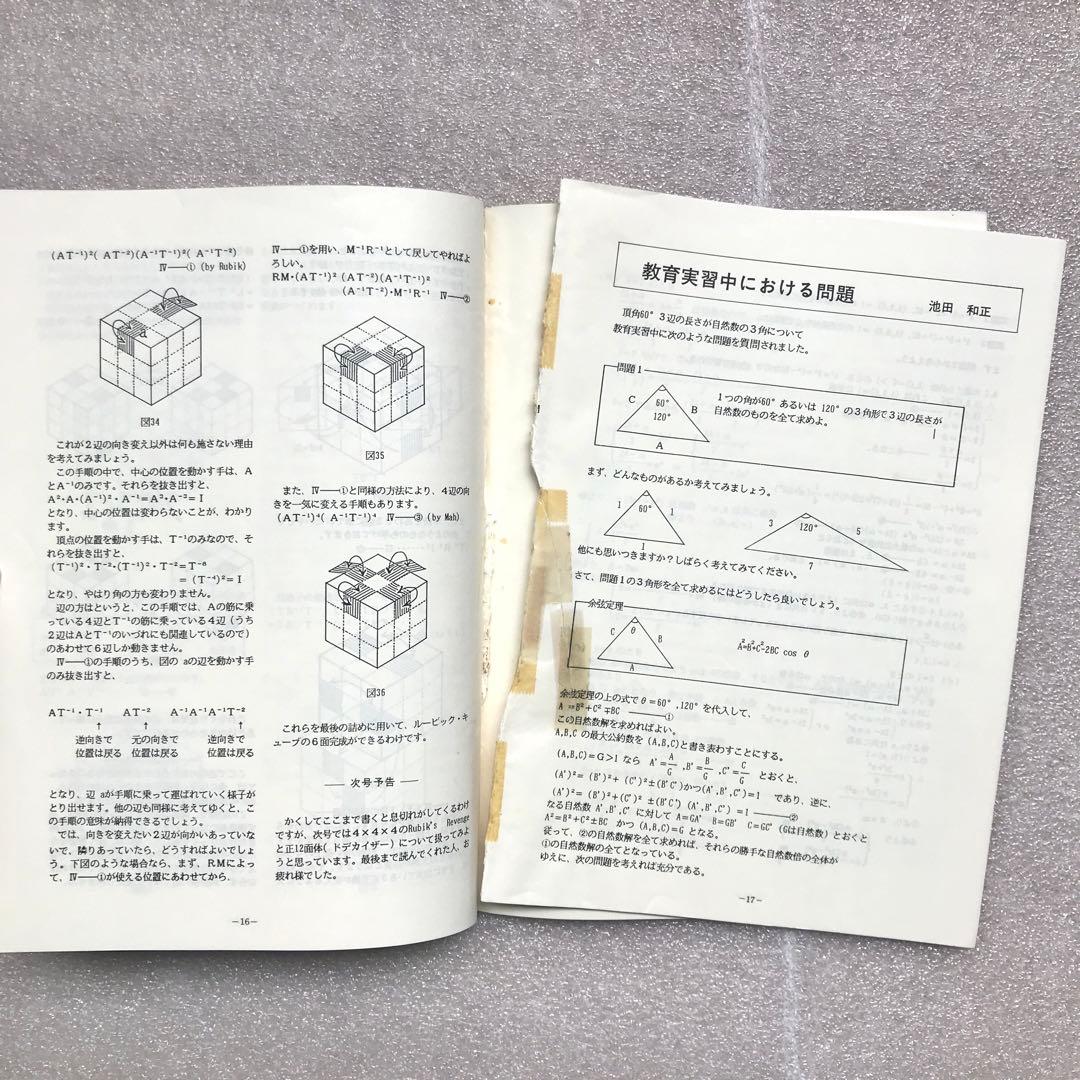 (AT⁻¹)²( AT⁻²)(A⁻¹T⁻¹)²( A⁻¹T⁻²)
Ⅳ──① (by Rubik)
図34
これが2辺の向き変え以外は何も施さない理由
を考えてみましょう。
この手順の中で、中心の位置を動かす手は、A
とA⁻¹のみです。それらを抜き出すと、
A²・A・(A⁻¹)²・A⁻¹=A³・A⁻³=I
となり、中心の位置は変わらないことが、わかり
ます。
頂点の位置を動かす手は、T⁻¹のみなので、そ
れらを抜き出すと、
(T⁻¹)²・T⁻²・(T⁻¹)²・T⁻²=T⁻⁸
= (T⁻⁴)²=I
となり、やはり角の方も変わりません。
辺の方はというと、この手順では、Aの筋に乗
っている4辺とT⁻¹の筋に乗っている4辺(うち
2辺はAとT⁻¹のいづれにも関連しているので)
のあわせて6辺しか動きません。
Ⅳ──①の手順のうち、図の aの辺を動かす手
のみ抜き出すと、
AT⁻¹・T⁻¹ AT⁻² A⁻¹A⁻¹A⁻¹T⁻²
↑ ↑ ↑
逆向きで 元の向きで 逆向きで
位置は戻る 位置は戻る 位置は戻る
となり、辺 aが手順に乗って運ばれていく様子が
とり出せます。他の辺も同様に考えてゆくと、こ
の手順の意味が納得できるでしょう。
では、向きを変えたい2辺が向かいあっていな
いで、隣りあっていたら、どうすればよいでしょ
う。下図のような場合なら、まず、RMによっ
て、Ⅳ──①が使える位置にあわせてから、
─16─
Ⅳ──①を用い、M⁻¹R⁻¹として戻してやればよ
ろしい。
RM・(AT⁻¹)² (AT⁻²)(A⁻¹T⁻¹)²
(A⁻¹T⁻²)・M⁻¹R⁻¹ Ⅳ──②
図35
また、Ⅳ──①と同様の方法により、4辺の向
きを一気に変える手順もあります。
(AT⁻¹)⁴( A⁻¹T⁻¹)⁴ Ⅳ──③ (by Mah)
図36
これらを最後の詰めに用いて、ルービック・キ
ューブの6面完成ができるわけです。
── 次号予告 ──
かくしてここまで書くと息切れがしてくるわけ
ですが、次号では4×4×4のRubik's Revenge
と正12面体(ドデカイザー)について扱ってみよ
うと思っています。最後まで読んでくれた人、お
疲れ様でした。
教育実習中における問題
池田 和正
頂角60° 3辺の長さが自然数の3角について
教育実習中に次のような問題を質問されました。
問題1
C 60° B
120°
A
1つの角が60° あるいは 120° の3角形で3辺の長さが
自然数のものを全て求めよ。
まず、どんなものがあるか考えてみましょう。
1 60° 1
1
3 120° 5
7
他にも思いつきますか?しばらく考えてみてください。
さて、問題1の3角形を全て求めるにはどうしたら良いでしょう。
余弦定理
C θ B
A
A²=B²+C²-2BC cos θ
余弦定理の上の式でθ=60°,120°を代入して、
A²=B²+C²∓BC ────①
この自然数解を求めればよい。
A,B,C の最大公約数を (A,B,C)と書き表わすことにする。
(A,B,C)=G>1 なら A'=A/G ,B'=B/G ,C'=C/G とおくと、
(A')²= (B')²+ (C')²±(B'C')かつ(A',B',C')=1 であり、逆に、
(A')²= (B')²+(C')² ±(B'C') (A',B',C') =1 ────②
なる自然数 A',B',C' に対して A=GA' B=GB' C=GC' (Gは自然数)とおくと
A²=B²+C²±BC かつ (A,B,C)=G となる。
従って、②の自然数解を全て求めれば、それらの勝手な自然数倍の全体が
①の自然数解の全てとなっている。
ゆえに、次の問題を考えれば充分である。
─17─